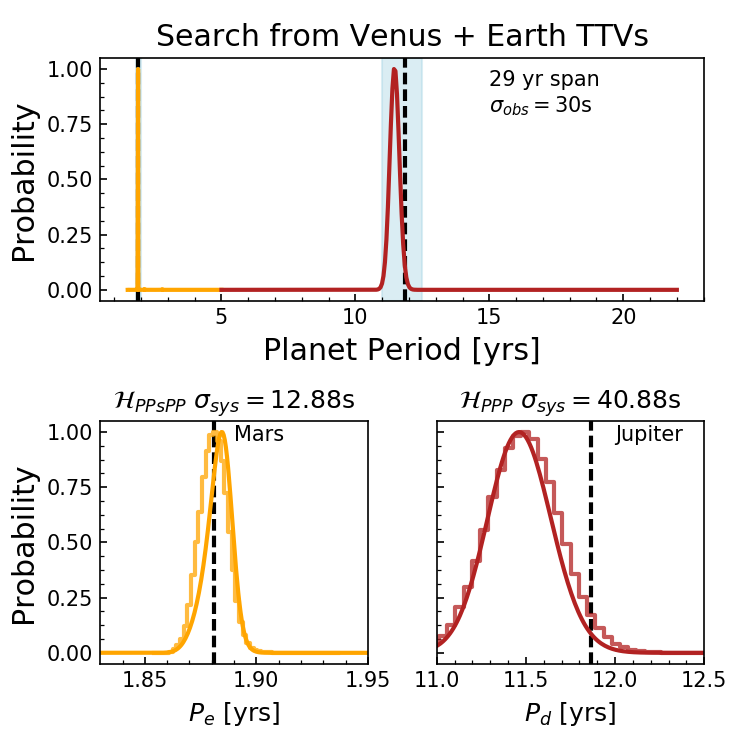 Search from Venus + Earth TTVs
1.00
0.75
0.50
0.25
0.00
Probability
29 yr span
σ_obs = 30s
5 10 15 20
Planet Period [yrs]
ℋ_PPsPP σ_sys = 12.88s
1.00
0.75
0.50
0.25
0.00
Probability
Mars
1.85 1.90 1.95
P_e [yrs]
ℋ_PPP σ_sys = 40.88s
Jupiter
11.0 11.5 12.0 12.5
P_d [yrs]